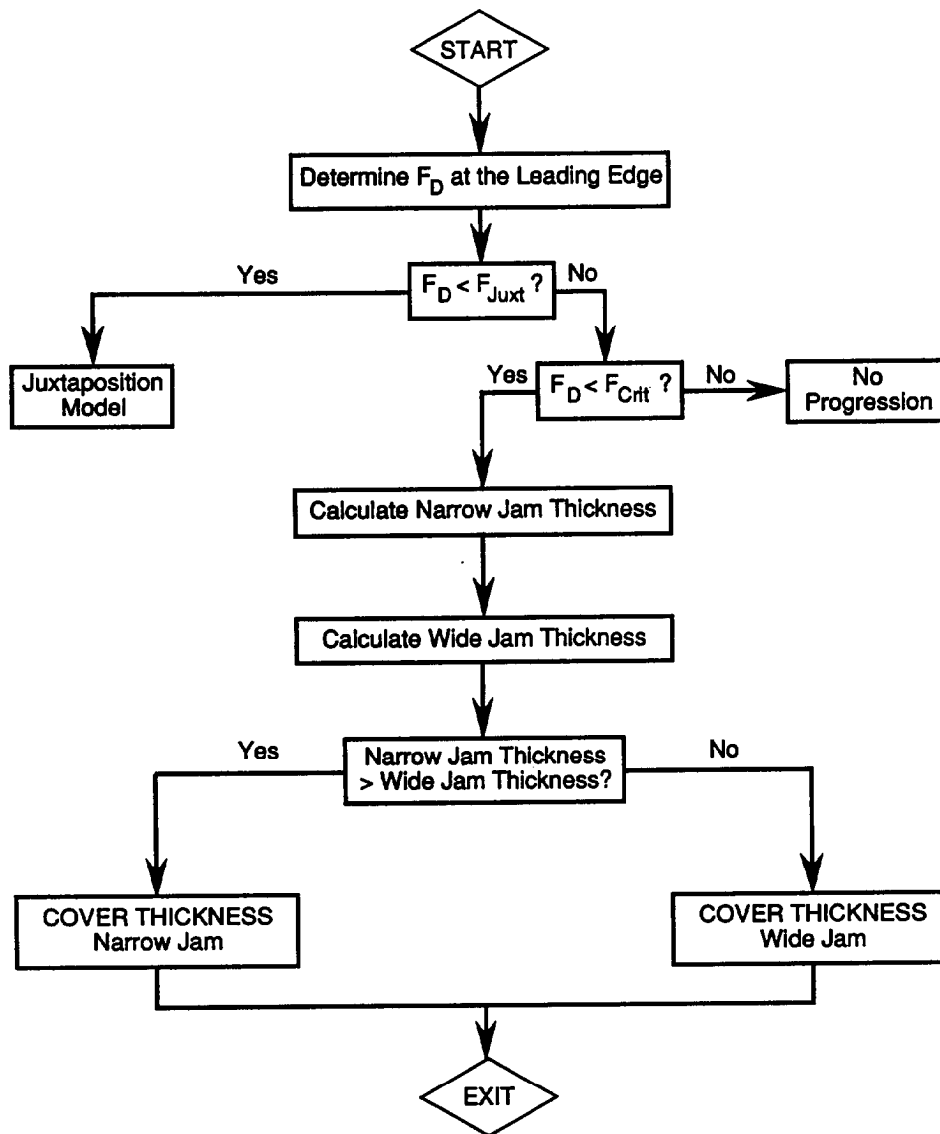 START
Determine F_D at the Leading Edge
Yes
F_D < F_Juxt ?
No
Juxtaposition
Model
Yes
F_D < F_Crit ?
No
No
Progression
Calculate Narrow Jam Thickness
Calculate Wide Jam Thickness
Yes
Narrow Jam Thickness
> Wide Jam Thickness?
No
COVER THICKNESS
Narrow Jam
COVER THICKNESS
Wide Jam
EXIT